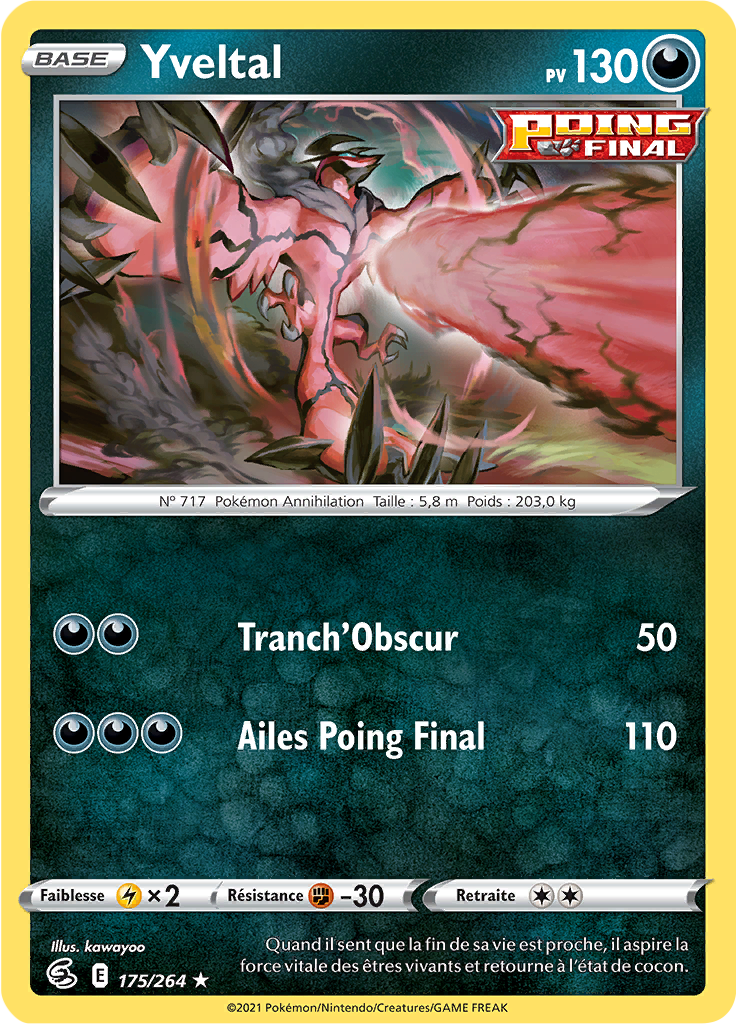 BASE Yveltal PV 130
POING
FINAL
Nº 717 Pokémon Annihilation Taille : 5,8 m Poids : 203,0 kg
Tranch'Obscur 50
Ailes Poing Final 110
Faiblesse ×2 Résistance -30 Retraite
Illus. kawayoo
Quand il sent que la fin de sa vie est proche, il aspire la
force vitale des êtres vivants et retourne à l'état de cocon.
E 175/264 ★
©2021 Pokémon/Nintendo/Creatures/GAME FREAK